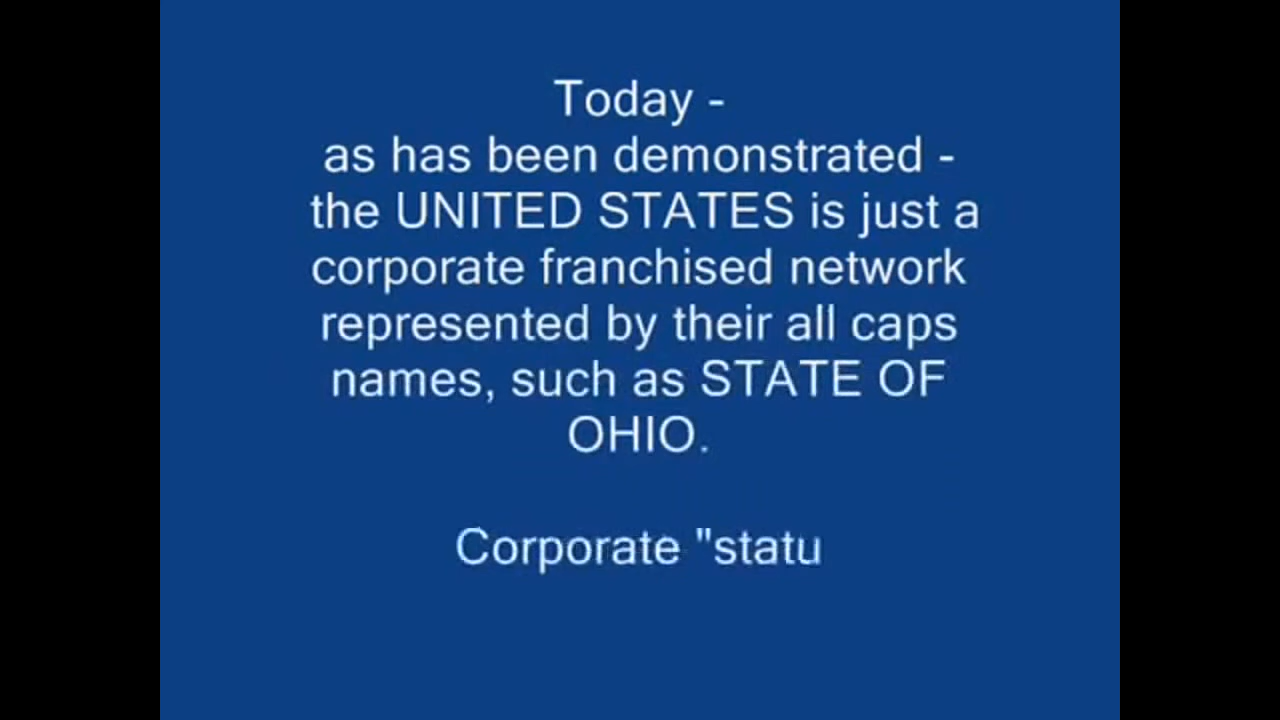 Today -
as has been demonstrated -
the UNITED STATES is just a
corporate franchised network
represented by their all caps
names, such as STATE OF
OHIO.
Corporate "statu